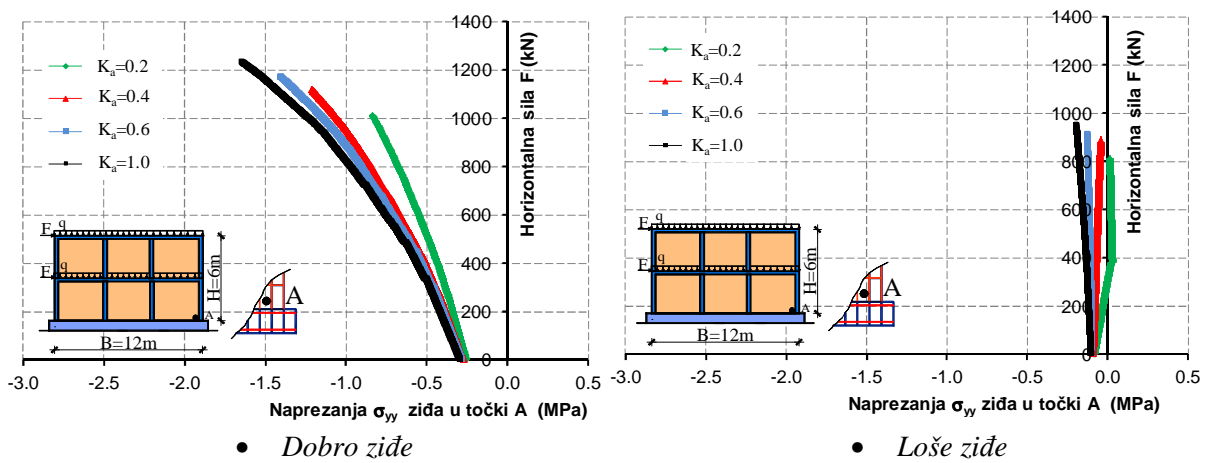 1400
1200
1000
800
600
400
200
0
-3.0 -2.5 -2.0 -1.5 -1.0 -0.5 0.0 0.5
Horizontalna sila F (kN)
Naprezanja σyy ziđa u točki A (MPa)
Ka=0.2
Ka=0.4
Ka=0.6
Ka=1.0
F q
F q
H=6m
A
B=12m
A
• Dobro ziđe
1400
1200
1000
800
600
400
200
0
-3.0 -2.5 -2.0 -1.5 -1.0 -0.5 0.0 0.5
Horizontalna sila F (kN)
Naprezanja σyy ziđa u točki A (MPa)
Ka=0.2
Ka=0.4
Ka=0.6
Ka=1.0
F q
F q
H=6m
A
B=12m
A
• Loše ziđe